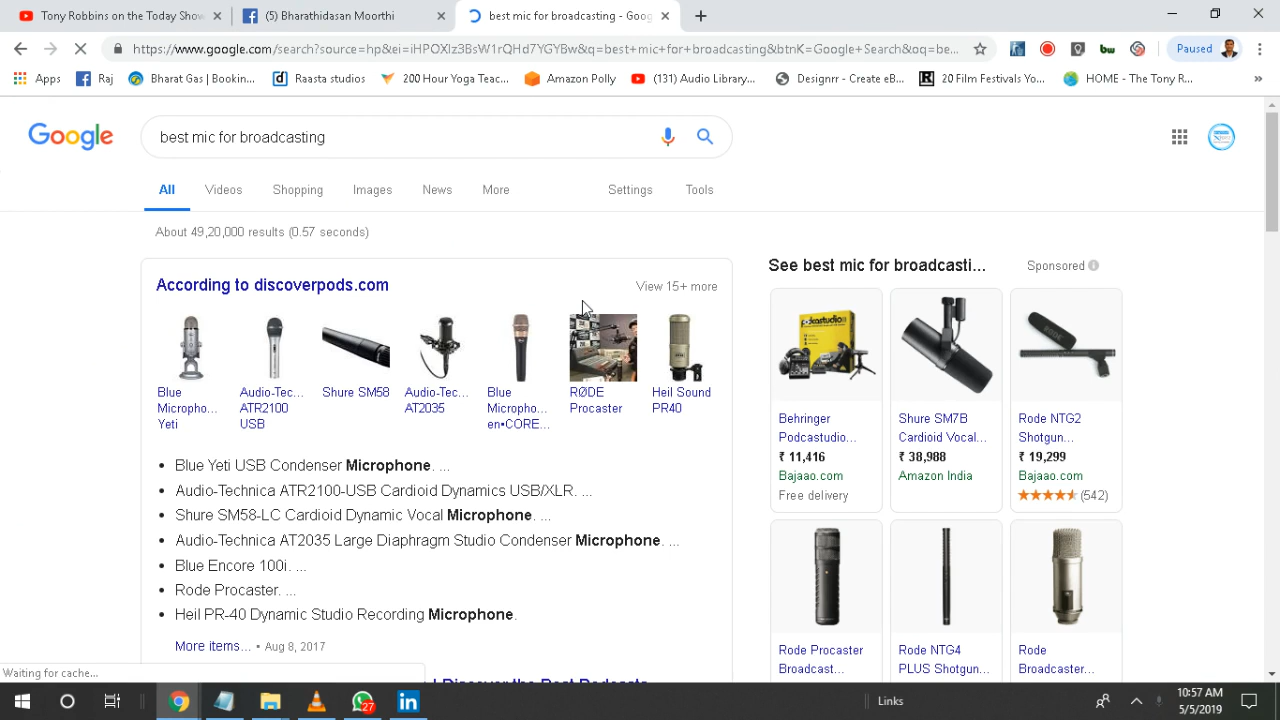 Tony Robbins on the Today Show
(5) Bharathidasan Moorthi
best mic for broadcasting - Goog
https://www.google.com/search?source=hp&ei=iHPOXIz3BsW1rQHd7YGYBw&q=best+mic+for+broadcasting&btnK=Google+Search&oq=be...
Paused
Apps
Raj
Bharat Gas | Bookin...
Raasta studios
200 Hour Yoga Teac...
Amazon Polly
(131) Audio Library...
Designrr - Create eB...
20 Film Festivals Yo...
HOME - The Tony R...
»
Google
best mic for broadcasting
All
Videos
Shopping
Images
News
More
Settings
Tools
About 49,20,000 results (0.57 seconds)
According to discoverpods.com
View 15+ more
Blue
Micropho...
Yeti
Audio-Tec...
ATR2100
USB
Shure SM58
Audio-Tec...
AT2035
Blue
Micropho...
en•CORE...
RØDE
Procaster
Heil Sound
PR40
• Blue Yeti USB Condenser Microphone. ...
• Audio-Technica ATR2100-USB Cardioid Dynamics USB/XLR. ...
• Shure SM58-LC Cardioid Dynamic Vocal Microphone. ...
• Audio-Technica AT2035 Large Diaphragm Studio Condenser Microphone. ...
• Blue Encore 100i. ...
• Rode Procaster. ...
• Heil PR-40 Dynamic Studio Recording Microphone.
More items... • Aug 8, 2017
| Discover the Best Podcasts
See best mic for broadcasti...
Sponsored
podcastudio
Behringer
Podcastudio...
₹ 11,416
Bajaao.com
Free delivery
Shure SM7B
Cardioid Vocal...
₹ 38,988
Amazon India
Rode NTG2
Shotgun...
₹ 19,299
Bajaao.com
(542)
Rode Procaster
Broadcast...
Rode NTG4
PLUS Shotgun...
Rode
Broadcaster...
Waiting for cache...
27
Links
10:57 AM
5/5/2019